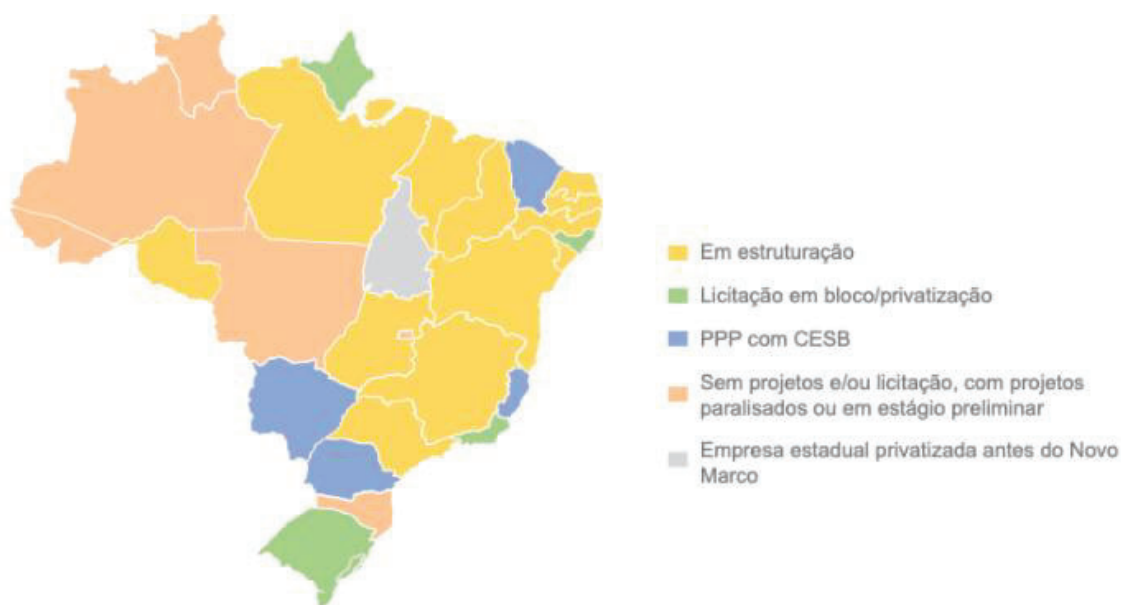 Em estruturação
Licitação em bloco/privatização
PPP com CESB
Sem projetos e/ou licitação, com projetos
paralisados ou em estágio preliminar
Empresa estadual privatizada antes do Novo
Marco